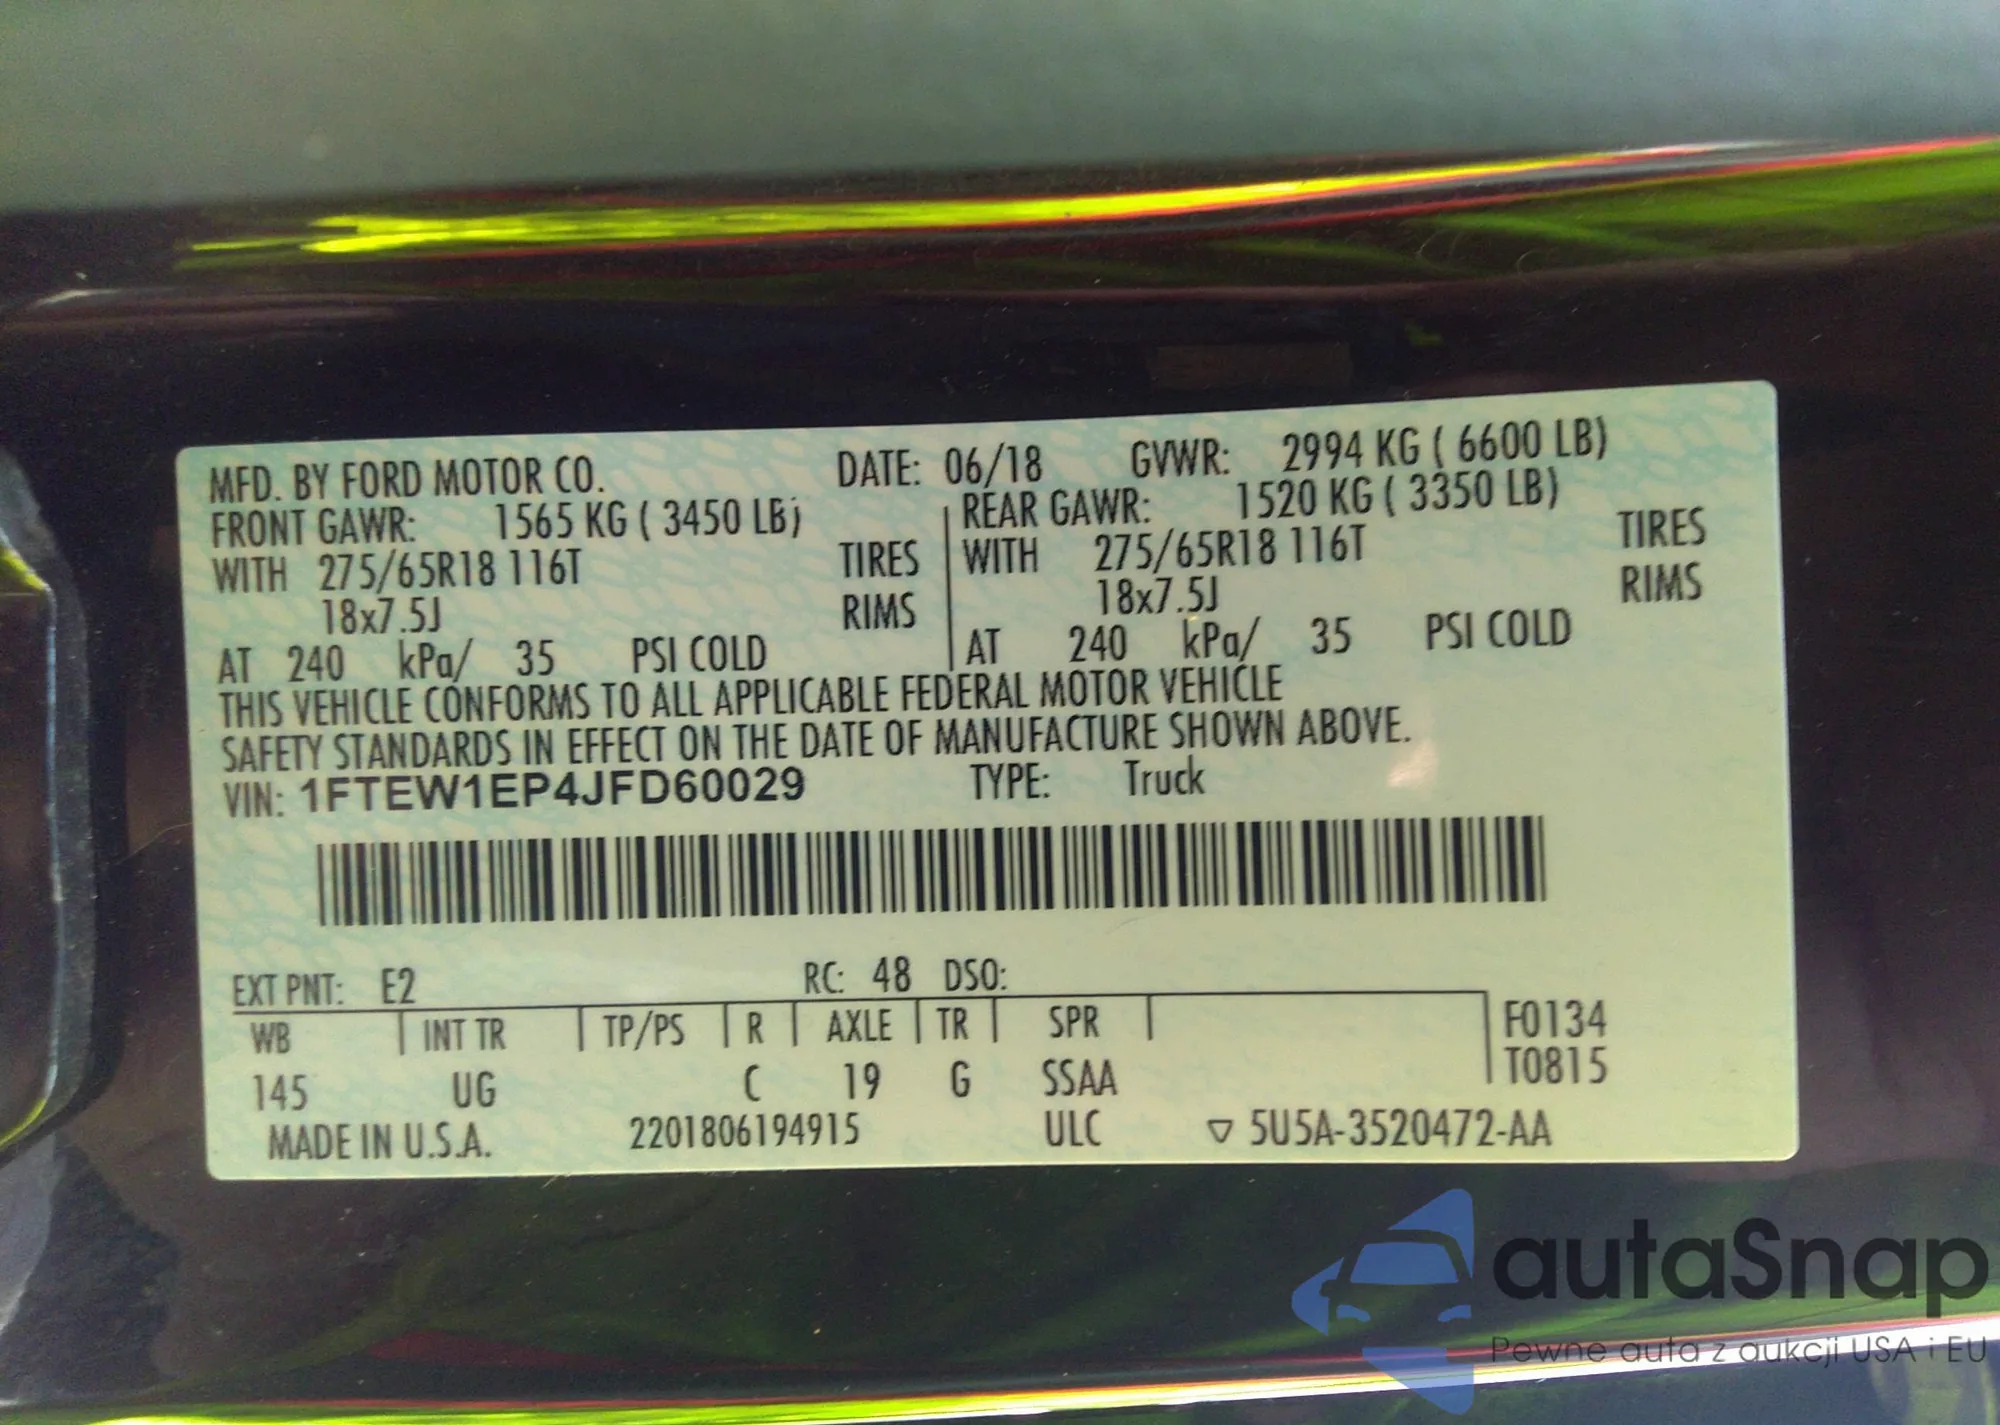 MFD. BY FORD MOTOR CO. DATE: 06/18 GVWR: 2994 KG ( 6600 LB)
FRONT GAWR: 1565 KG ( 3450 LB) REAR GAWR: 1520 KG ( 3350 LB)
WITH 275/65R18 116T TIRES WITH 275/65R18 116T TIRES
18x7.5J RIMS 18x7.5J RIMS
AT 240 kPa/ 35 PSI COLD AT 240 kPa/ 35 PSI COLD
THIS VEHICLE CONFORMS TO ALL APPLICABLE FEDERAL MOTOR VEHICLE
SAFETY STANDARDS IN EFFECT ON THE DATE OF MANUFACTURE SHOWN ABOVE.
VIN: 1FTEW1EP4JFD60029 TYPE: Truck
EXT PNT: E2 RC: 48 DSO:
WB INT TR TP/PS R AXLE TR SPR F0134
145 UG C 19 G SSAA T0815
MADE IN U.S.A. 2201806194915 ULC ▽ 5U5A-3520472-AA
autaSnap
Pewne auta z aukcji USA i EU